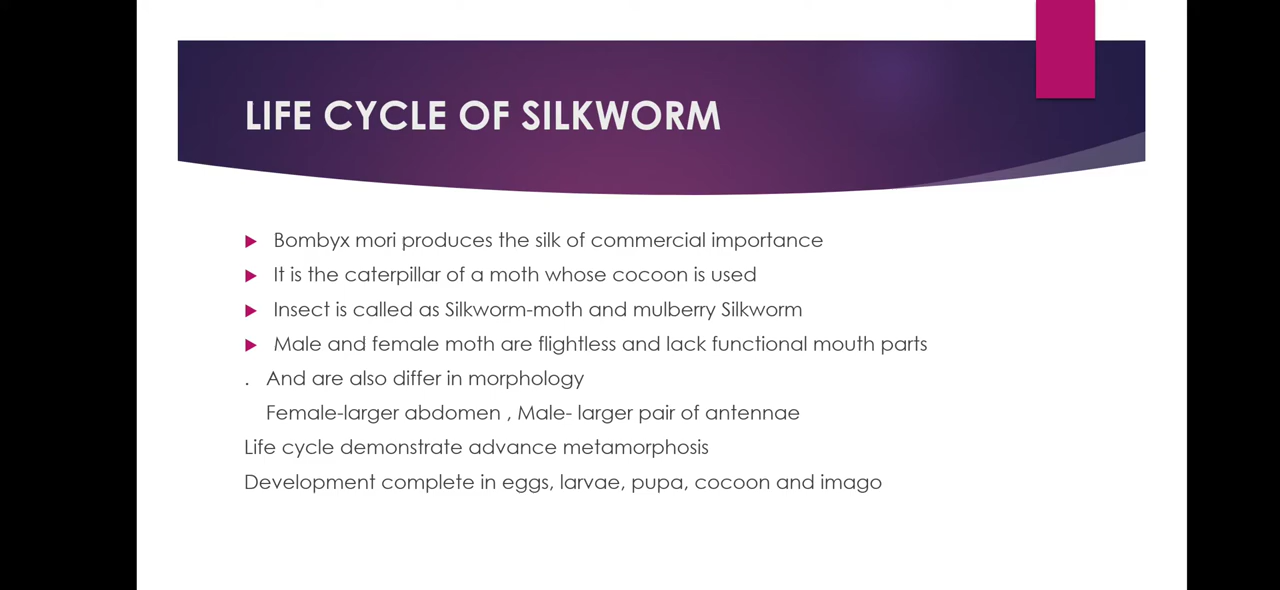 LIFE CYCLE OF SILKWORM
Bombyx mori produces the silk of commercial importance
It is the caterpillar of a moth whose cocoon is used
Insect is called as Silkworm-moth and mulberry Silkworm
Male and female moth are flightless and lack functional mouth parts
. And are also differ in morphology
Female-larger abdomen , Male- larger pair of antennae
Life cycle demonstrate advance metamorphosis
Development complete in eggs, larvae, pupa, cocoon and imago